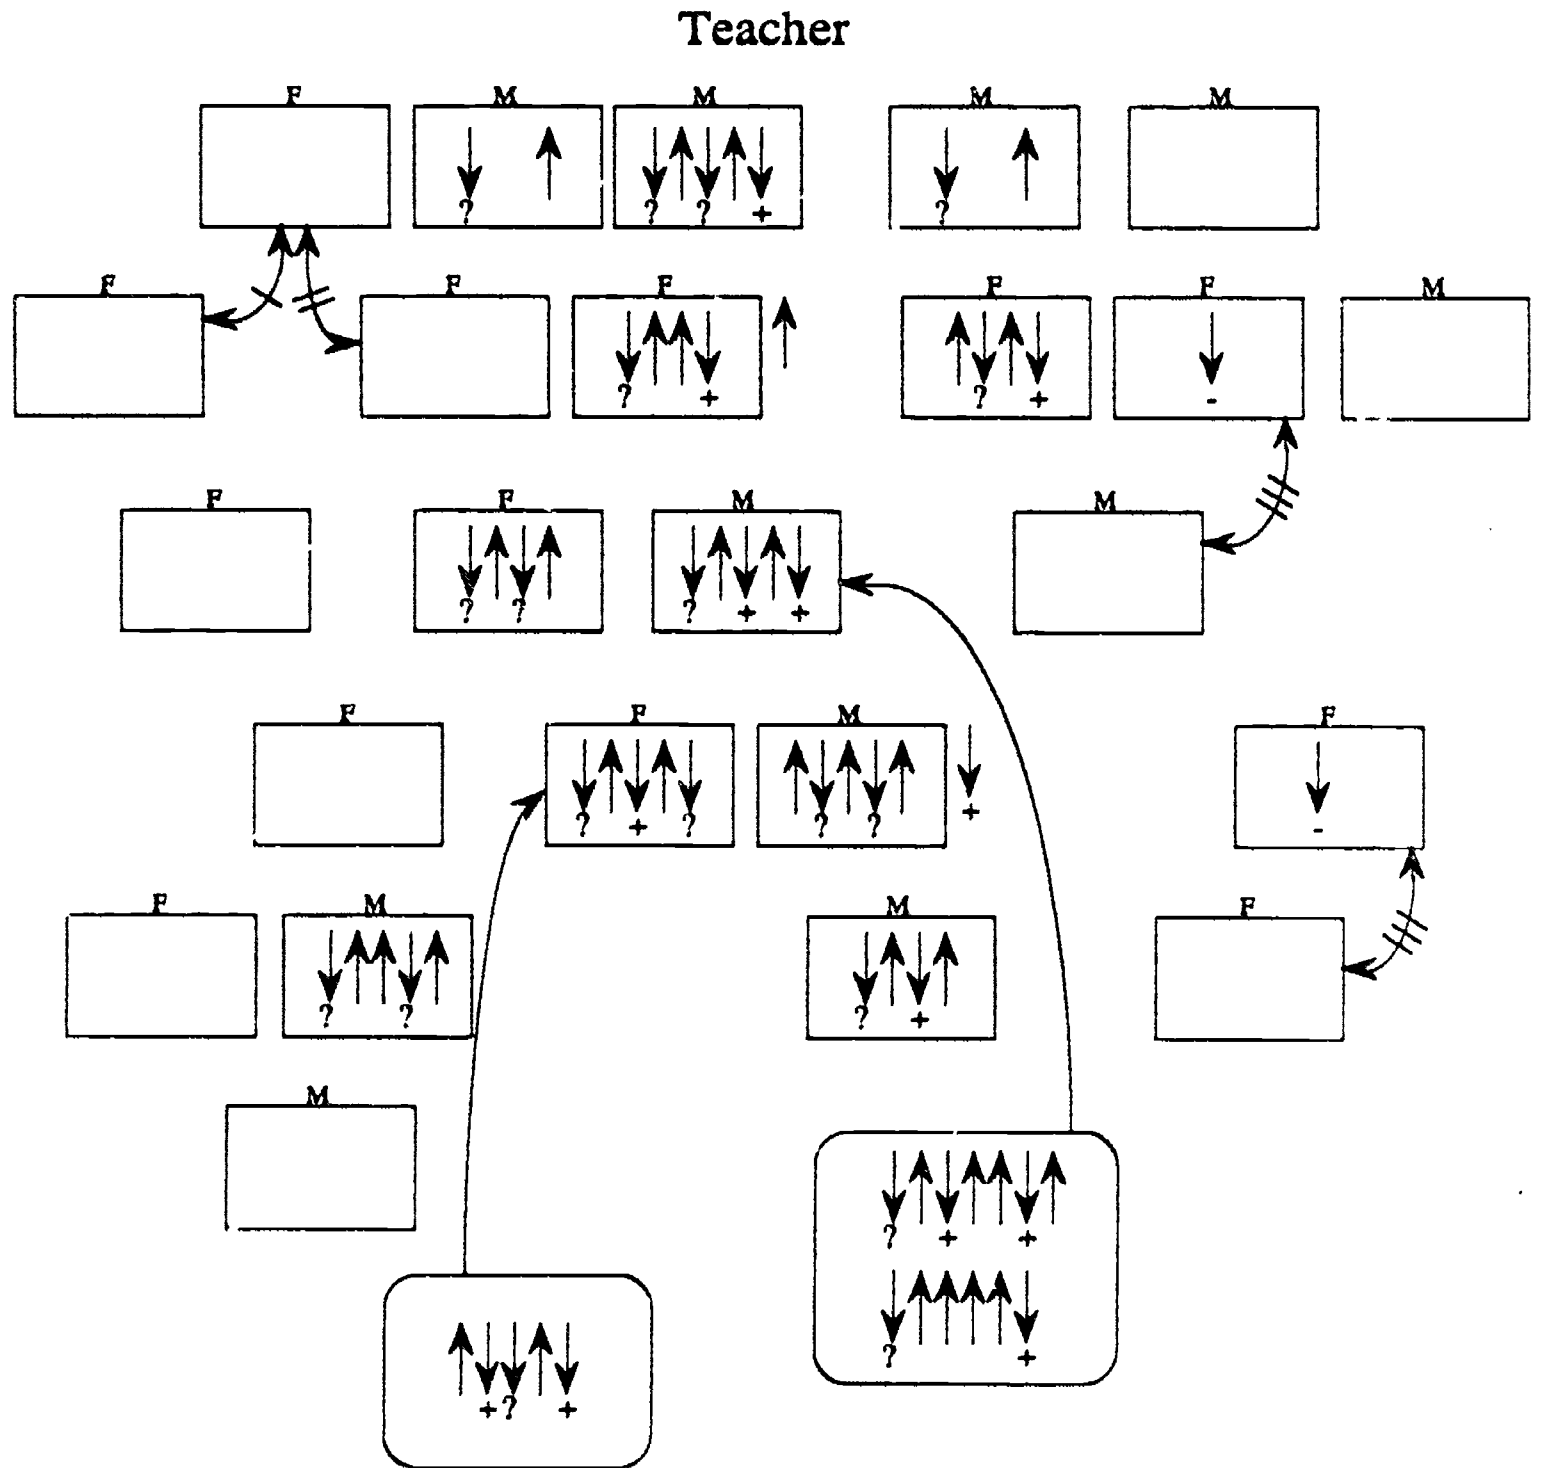 Teacher
F M M M M
? ? ? ? + ?
F F F F F M
? + ? + -
F F M M
? ? ? + +
F F M F
? + ? ? ? + -
F M M F
? ? ? +
M
? + +
? +
+ ? +